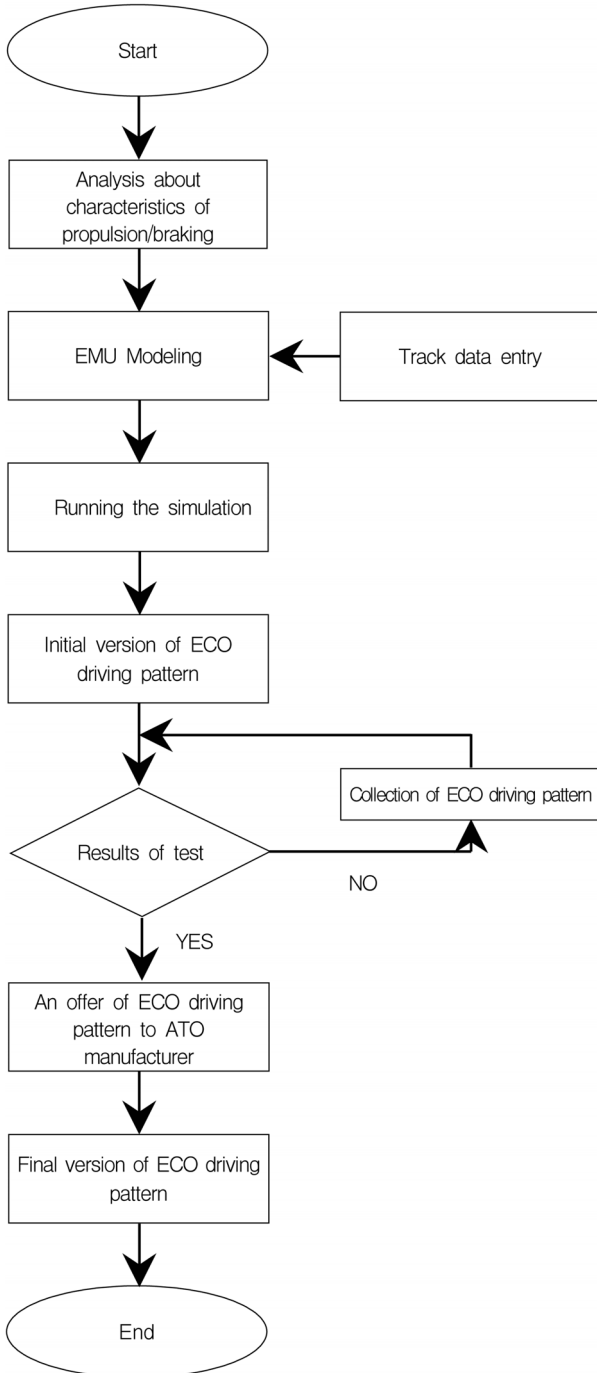 Start
Analysis about
characteristics of
propulsion/braking
EMU Modeling
Track data entry
Running the simulation
Initial version of ECO
driving pattern
Collection of ECO driving pattern
Results of test
NO
YES
An offer of ECO driving
pattern to ATO
manufacturer
Final version of ECO driving
pattern
End